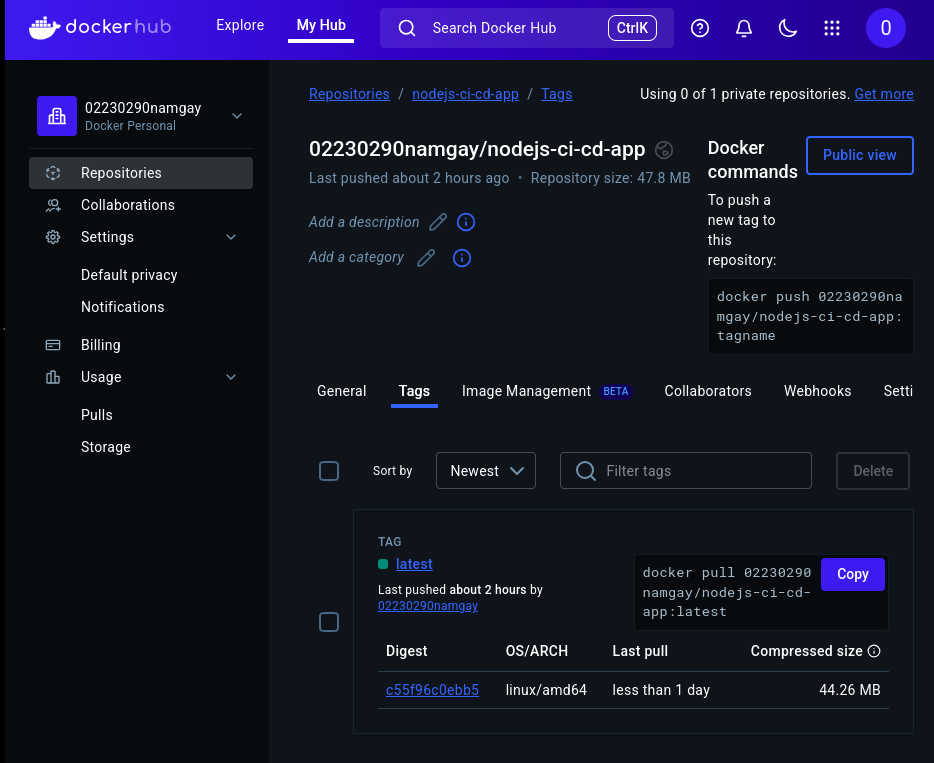 dockerhub
Explore
My Hub
Search Docker Hub
CtrlK
0
02230290namgay
Docker Personal
Repositories
Collaborations
Settings
Default privacy
Notifications
Billing
Usage
Pulls
Storage
Repositories / nodejs-ci-cd-app / Tags
Using 0 of 1 private repositories. Get more
02230290namgay/nodejs-ci-cd-app
Last pushed about 2 hours ago • Repository size: 47.8 MB
Add a description
Add a category
Docker
commands
Public view
To push a
new tag to
this
repository:
docker push 02230290na
mgay/nodejs-ci-cd-app:
tagname
General
Tags
Image Management BETA
Collaborators
Webhooks
Setti
Sort by
Newest
Filter tags
Delete
TAG
latest
Last pushed about 2 hours by
02230290namgay
docker pull 02230290
namgay/nodejs-ci-cd-
app:latest
Copy
Digest OS/ARCH Last pull Compressed size
c55f96c0ebb5 linux/amd64 less than 1 day 44.26 MB